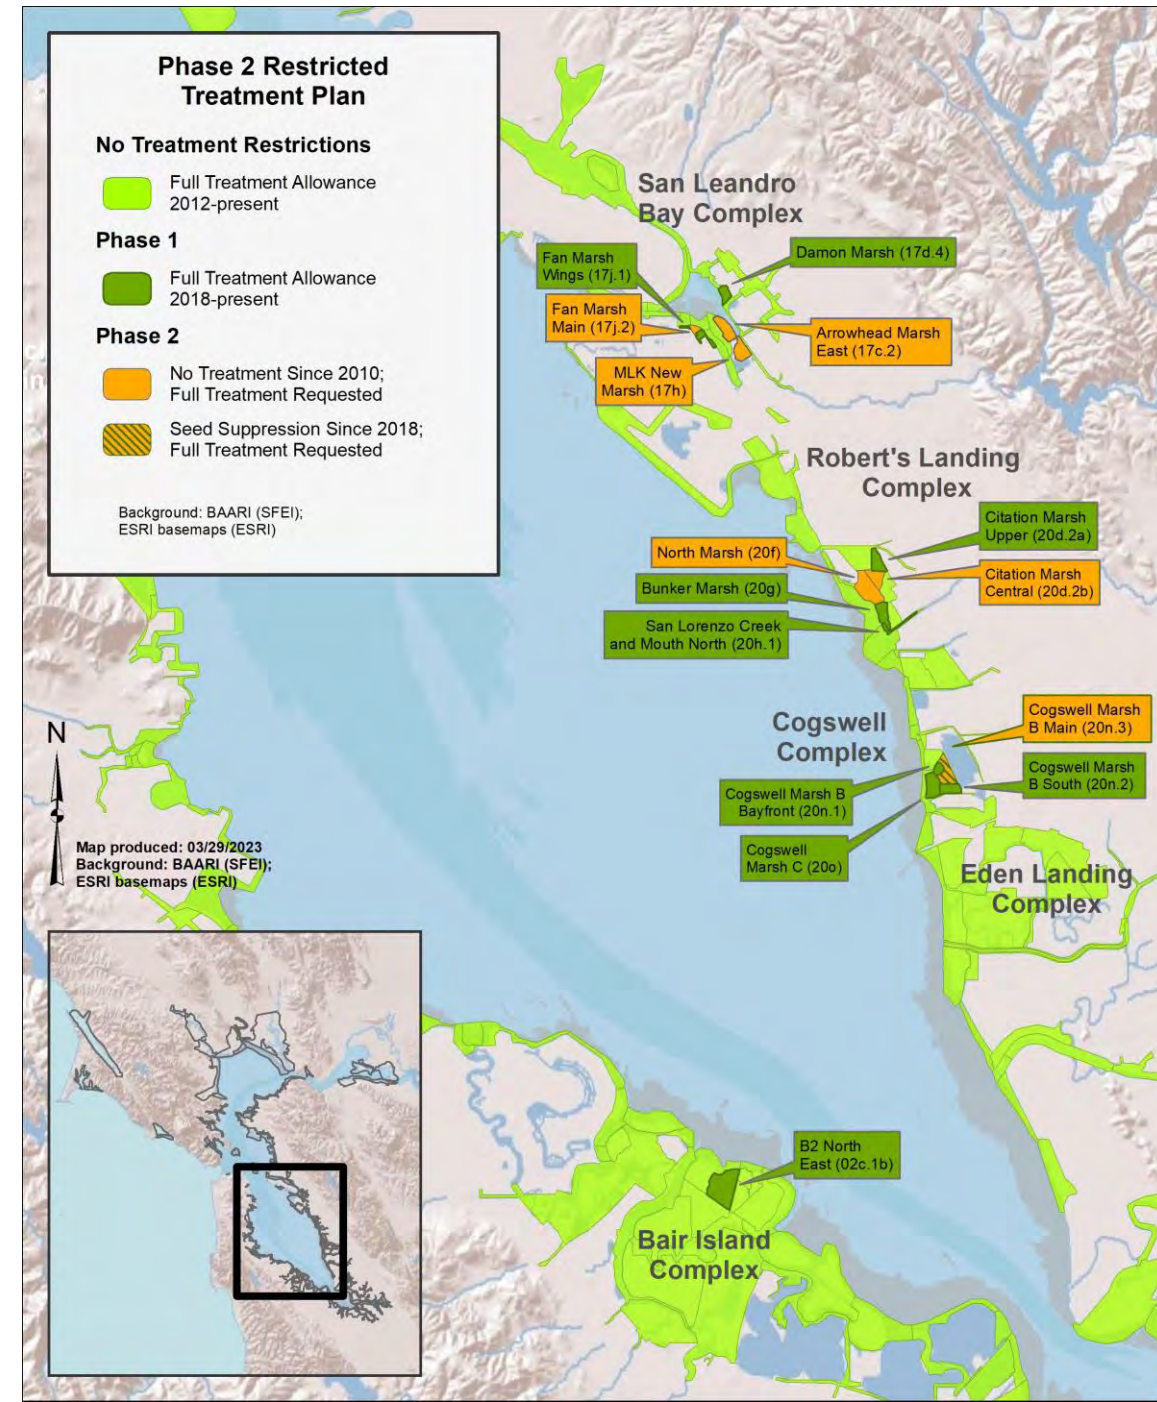 Phase 2 Restricted
Treatment Plan
No Treatment Restrictions
Full Treatment Allowance
2012-present
Phase 1
Full Treatment Allowance
2018-present
Phase 2
No Treatment Since 2010;
Full Treatment Requested
Seed Suppression Since 2018;
Full Treatment Requested
Background: BAARI (SFEI);
ESRI basemaps (ESRI)
San Leandro
Bay Complex
Damon Marsh (17d.4)
Fan Marsh
Wings (17j.1)
Fan Marsh
Main (17j.2)
Arrowhead Marsh
East (17c.2)
MLK New
Marsh (17h)
Robert's Landing
Complex
Citation Marsh
Upper (20d.2a)
North Marsh (20f)
Citation Marsh
Central (20d.2b)
Bunker Marsh (20g)
San Lorenzo Creek
and Mouth North (20h.1)
Cogswell
Complex
Cogswell Marsh
B Main (20n.3)
Cogswell Marsh
B South (20n.2)
Cogswell Marsh B
Bayfront (20n.1)
Cogswell
Marsh C (20o)
N
Map produced: 03/29/2023
Background: BAARI (SFEI);
ESRI basemaps (ESRI)
Eden Landing
Complex
B2 North
East (02c.1b)
Bair Island
Complex